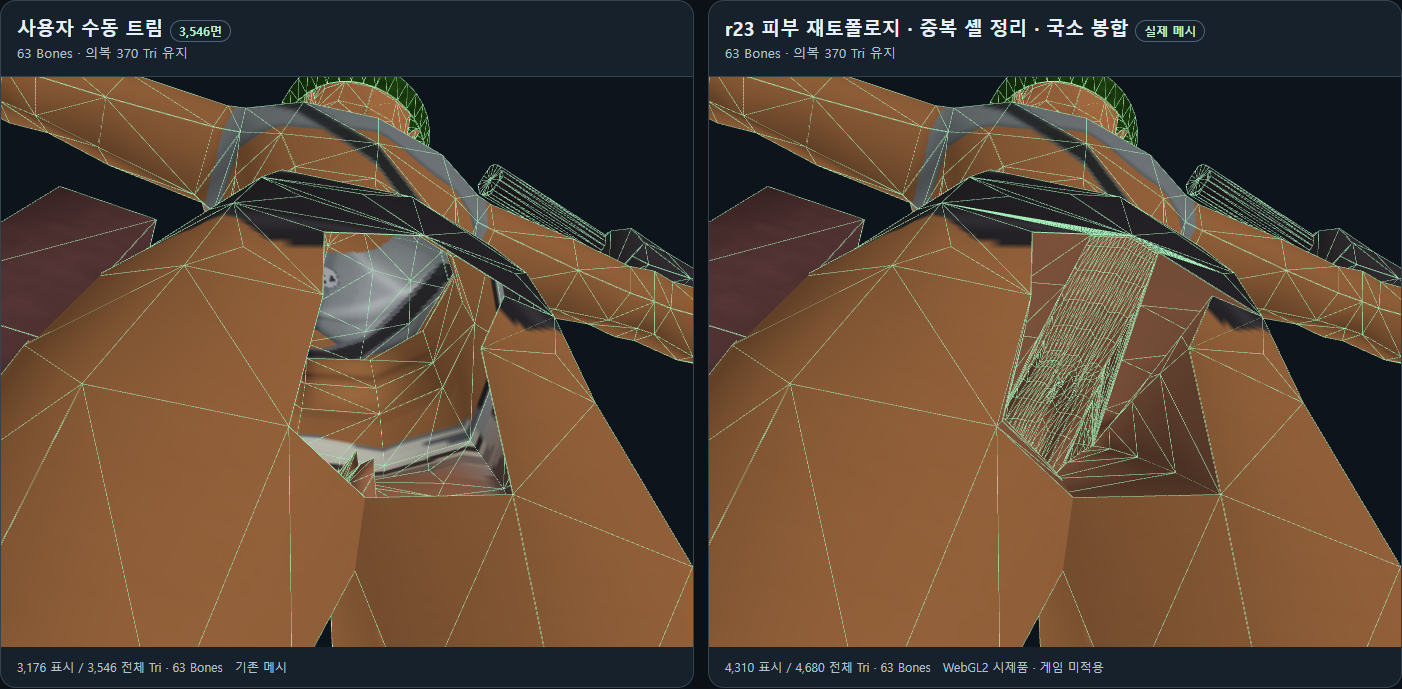 사용자 수동 트림 3,546면
63 Bones · 의복 370 Tri 유지
3,176 표시 / 3,546 전체 Tri · 63 Bones 기존 메시
r23 피부 재토폴로지 · 중복 셸 정리 · 국소 봉합 실제 메시
63 Bones · 의복 370 Tri 유지
4,310 표시 / 4,680 전체 Tri · 63 Bones WebGL2 시제품 · 게임 미적용